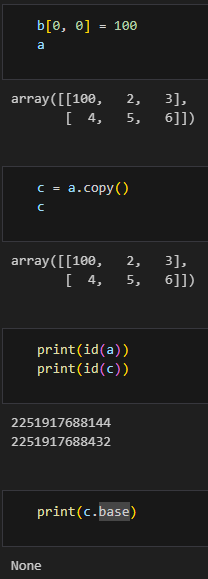 b[0, 0] = 100
a
array([[100,   2,   3],
       [  4,   5,   6]])
c = a.copy()
c
array([[100,   2,   3],
       [  4,   5,   6]])
print(id(a))
print(id(c))
2251917688144
2251917688432
print(c.base)
None